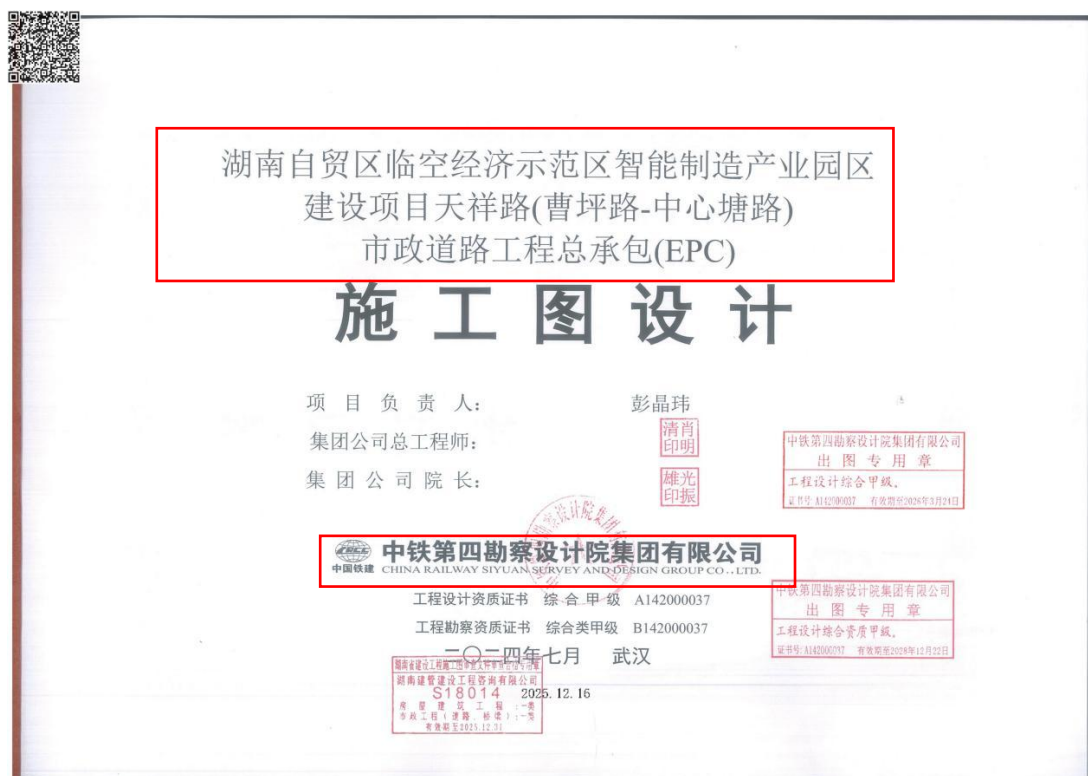 湖南自贸区临空经济示范区智能制造产业园区
建设项目天祥路(曹坪路-中心塘路)
市政道路工程总承包(EPC)
施工图设计
项目负责人: 彭晶玮
集团公司总工程师: 清肖印明
集团公司院长: 雄光印振
中铁第四勘察设计院集团有限公司
出图专用章
工程设计综合甲级.
证书号:A142000037 有效期至2026年3月24日
中国铁建
中铁第四勘察设计院集团有限公司
CHINA RAILWAY SIYUAN SURVEY AND DESIGN GROUP CO.,LTD.
工程设计资质证书 综合甲级 A142000037
工程勘察资质证书 综合类甲级 B142000037
中铁第四勘察设计院集团有限公司
出图专用章
工程设计综合资质甲级.
证书号:A142000037 有效期至2028年12月22日
二〇二四年七月 武汉
湖南建管建设工程咨询有限公司
S18014
房屋建筑工程:一类
市政工程(道路、桥梁):一类
有效期至2025.12.31
2025.12.16